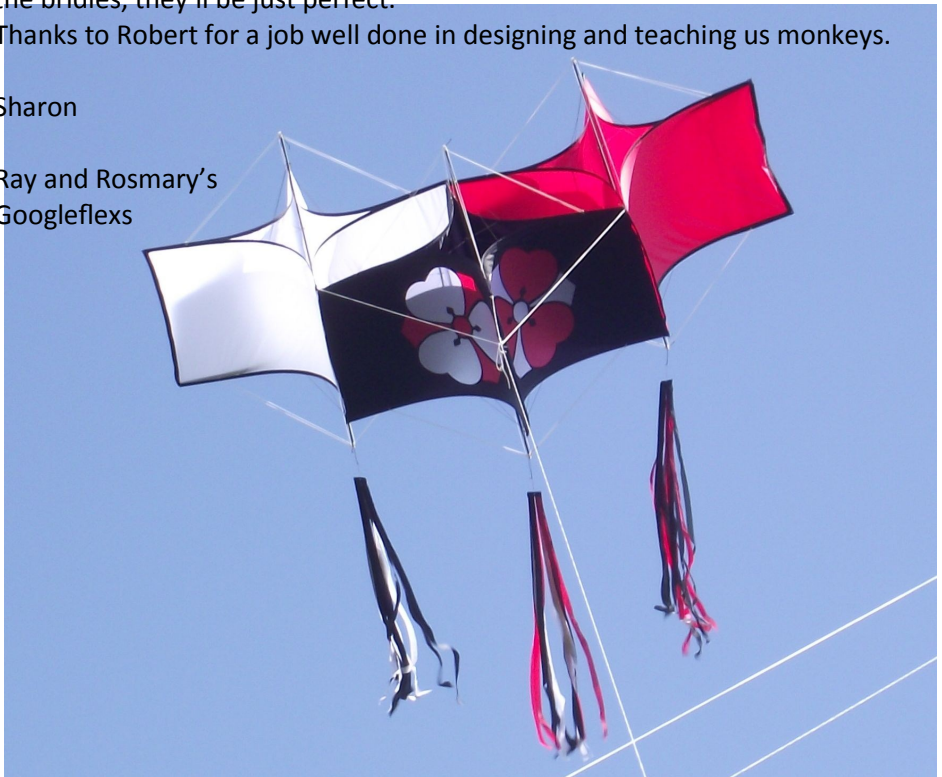 the bridles, they'll be just perfect.
Thanks to Robert for a job well done in designing and teaching us monkeys.
Sharon
Ray and Rosmary's
Googleflexs